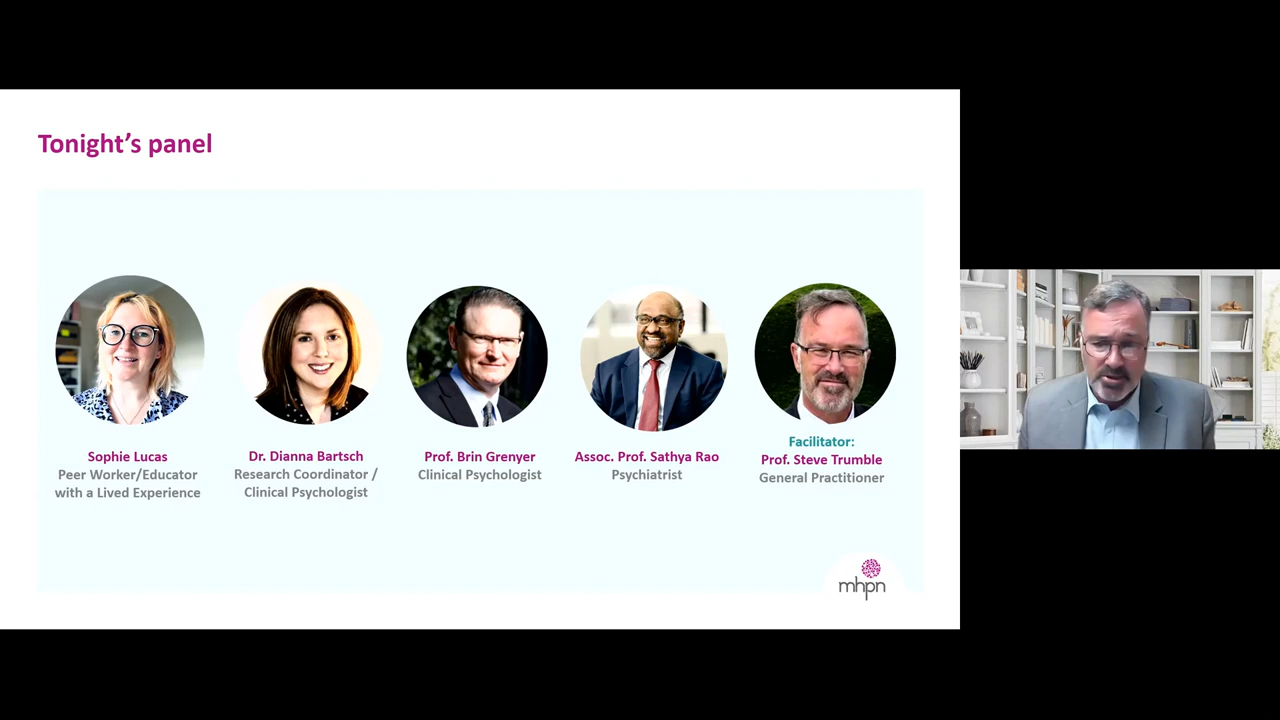 Tonight's panel
Sophie Lucas
Peer Worker/Educator
with a Lived Experience
Dr. Dianna Bartsch
Research Coordinator /
Clinical Psychologist
Prof. Brin Grenyer
Clinical Psychologist
Assoc. Prof. Sathya Rao
Psychiatrist
Facilitator:
Prof. Steve Trumble
General Practitioner
mhpn